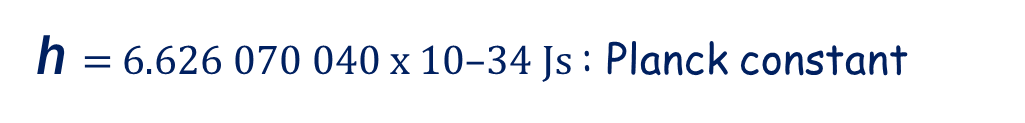 h = 6.626 070 040 x 10–34 Js : Planck constant